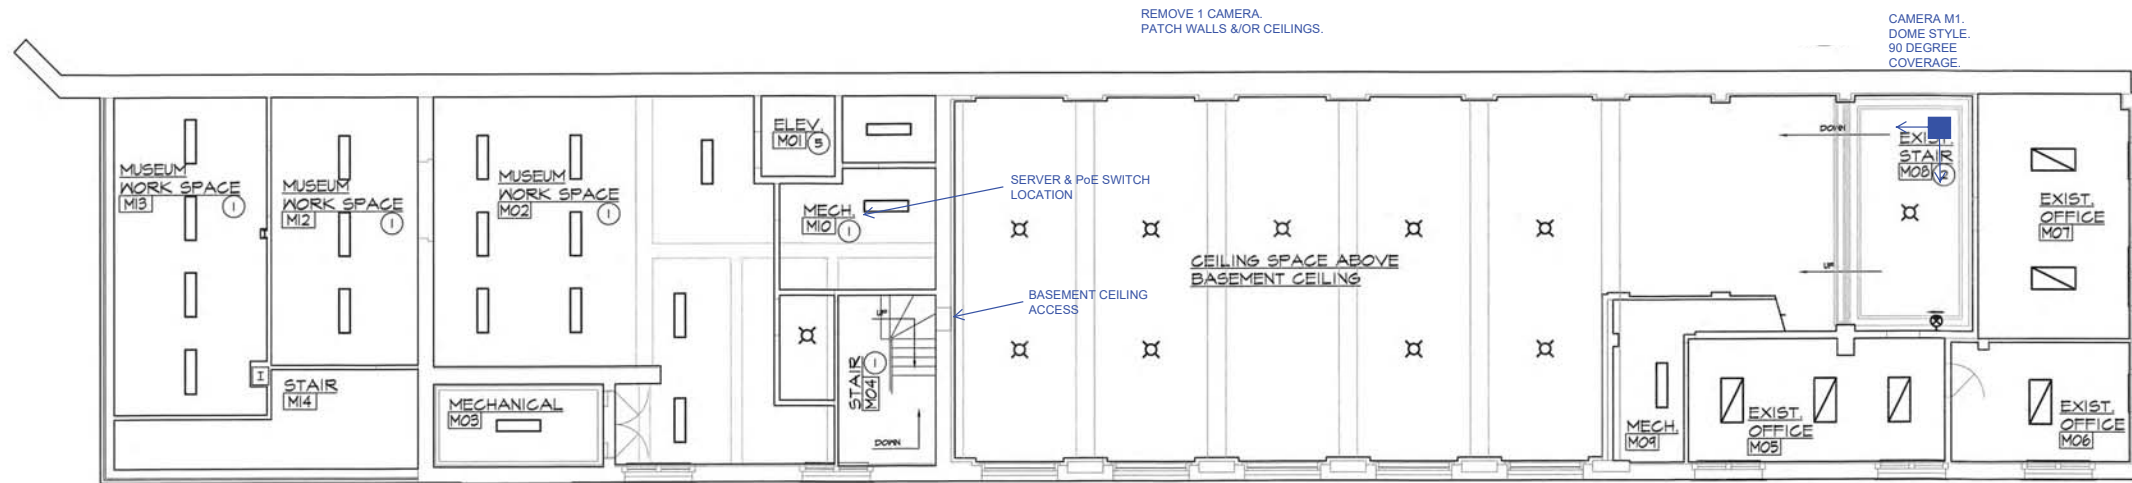 REMOVE 1 CAMERA.
PATCH WALLS &/OR CEILINGS.
CAMERA M1.
DOME STYLE.
90 DEGREE
COVERAGE.
MUSEUM
WORK SPACE
M13
1
MUSEUM
WORK SPACE
M12
1
MUSEUM
WORK SPACE
M02
1
ELEV.
M01
5
MECH.
M10
1
SERVER & PoE SWITCH
LOCATION
BASEMENT CEILING
ACCESS
CEILING SPACE ABOVE
BASEMENT CEILING
DOWN
UP
EXIST.
STAIR
M08
2
EXIST.
OFFICE
M07
I
STAIR
M14
MECHANICAL
M03
UP
STAIR
M04
1
DOWN
MECH.
M09
EXIST.
OFFICE
M05
EXIST.
OFFICE
M06